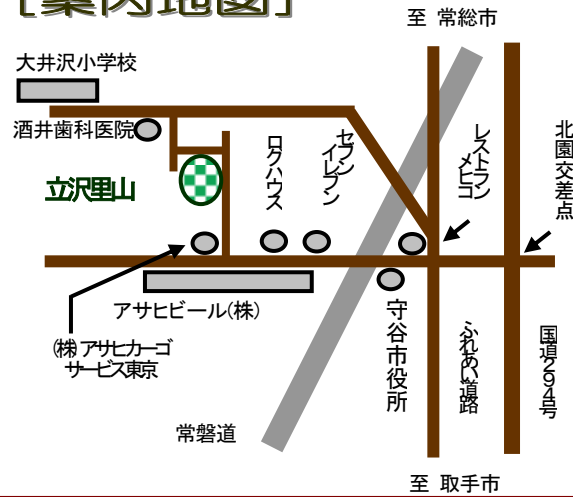 [案内地図]
至 常総市
大井沢小学校
酒井歯科医院
ログハウス
セブン
イレブン
レストラン
メヒコ
北園交差点
立沢里山
アサヒビール(株)
㈱アサヒカーゴ
サービス東京
守谷市役所
ふれあい道路
国道294号
常磐道
至 取手市